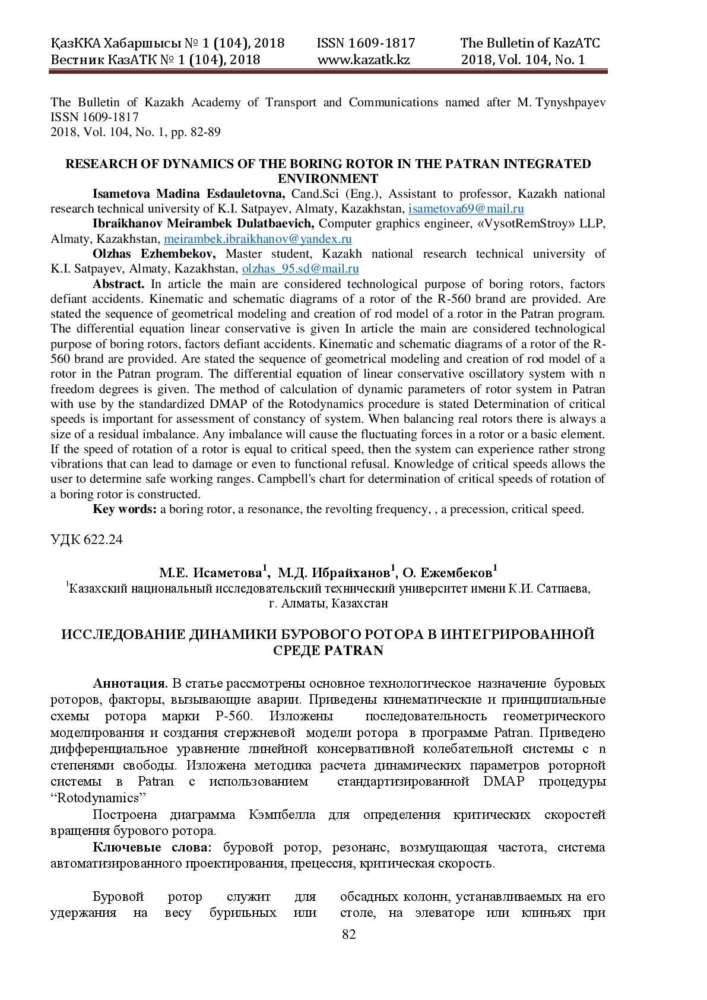 ҚазККА Хабаршысы № 1 (104), 2018 ISSN 1609-1817 The Bulletin of KazATC
Вестник КазАТК № 1 (104), 2018 www.kazatk.kz 2018, Vol. 104, No. 1
The Bulletin of Kazakh Academy of Transport and Communications named after M. Tynyshpayev
ISSN 1609-1817
2018, Vol. 104, No. 1, pp. 82-89
RESEARCH OF DYNAMICS OF THE BORING ROTOR IN THE PATRAN INTEGRATED
ENVIRONMENT
Isametova Madina Esdauletovna, Cand.Sci (Eng.), Assistant to professor, Kazakh national
research technical university of K.I. Satpayev, Almaty, Kazakhstan, isametova69@mail.ru
Ibraikhanov Meirambek Dulatbaevich, Computer graphics engineer, «VysotRemStroy» LLP,
Almaty, Kazakhstan, meirambek.ibraikhanov@yandex.ru
Olzhas Ezhembekov, Master student, Kazakh national research technical university of
K.I. Satpayev, Almaty, Kazakhstan, olzhas_95.sd@mail.ru
Abstract. In article the main are considered technological purpose of boring rotors, factors
defiant accidents. Kinematic and schematic diagrams of a rotor of the R-560 brand are provided. Are
stated the sequence of geometrical modeling and creation of rod model of a rotor in the Patran program.
The differential equation linear conservative is given In article the main are considered technological
purpose of boring rotors, factors defiant accidents. Kinematic and schematic diagrams of a rotor of the R-
560 brand are provided. Are stated the sequence of geometrical modeling and creation of rod model of a
rotor in the Patran program. The differential equation of linear conservative oscillatory system with n
freedom degrees is given. The method of calculation of dynamic parameters of rotor system in Patran
with use by the standardized DMAP of the Rotodynamics procedure is stated Determination of critical
speeds is important for assessment of constancy of system. When balancing real rotors there is always a
size of a residual imbalance. Any imbalance will cause the fluctuating forces in a rotor or a basic element.
If the speed of rotation of a rotor is equal to critical speed, then the system can experience rather strong
vibrations that can lead to damage or even to functional refusal. Knowledge of critical speeds allows the
user to determine safe working ranges. Campbell's chart for determination of critical speeds of rotation of
a boring rotor is constructed.
Key words: a boring rotor, a resonance, the revolting frequency, , a precession, critical speed.
УДК 622.24
М.Е. Исаметова1, М.Д. Ибрайханов1, О. Ежембеков1
1Казахский национальный исследовательский технический университет имени К.И. Сатпаева,
г. Алматы, Казахстан
ИССЛЕДОВАНИЕ ДИНАМИКИ БУРОВОГО РОТОРА В ИНТЕГРИРОВАННОЙ
СРЕДЕ PATRAN
Аннотация. В статье рассмотрены основное технологическое назначение буровых
роторов, факторы, вызывающие аварии. Приведены кинематические и принципиальные
схемы ротора марки Р-560. Изложены последовательность геометрического
моделирования и создания стержневой модели ротора в программе Patran. Приведено
дифференциальное уравнение линейной консервативной колебательной системы с n
степенями свободы. Изложена методика расчета динамических параметров роторной
системы в Patran с использованием стандартизированной DMAP процедуры
“Rotodynamics”
Построена диаграмма Кэмпбелла для определения критических скоростей
вращения бурового ротора.
Ключевые слова: буровой ротор, резонанс, возмущающая частота, система
автоматизированного проектирования, прецессия, критическая скорость.
Буровой ротор служит для
удержания на весу бурильных или
обсадных колонн, устанавливаемых на его
столе, на элеваторе или клиньях при
82